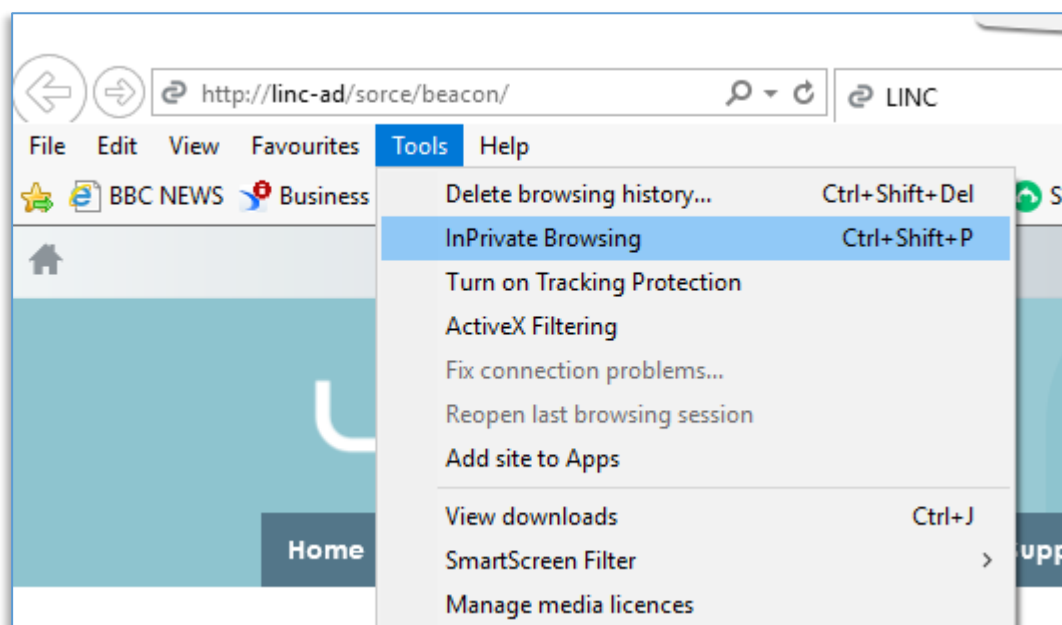 http://linc-ad/sorce/beacon/ LINC
File Edit View Favourites Tools Help
BBC NEWS Business
Delete browsing history... Ctrl+Shift+Del
InPrivate Browsing Ctrl+Shift+P
Turn on Tracking Protection
ActiveX Filtering
Fix connection problems...
Reopen last browsing session
Add site to Apps
View downloads Ctrl+J
Home
SmartScreen Filter
Manage media licences